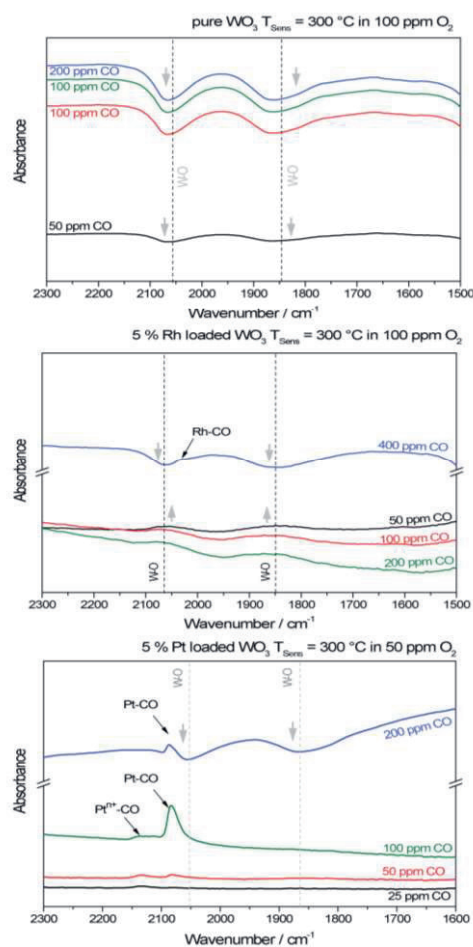 pure WO₃ T_Sens = 300 °C in 100 ppm O₂
200 ppm CO
100 ppm CO
100 ppm CO
50 ppm CO
W-O
W-O
Absorbance
2300 2200 2100 2000 1900 1800 1700 1600 1500
Wavenumber / cm⁻¹
5 % Rh loaded WO₃ T_Sens = 300 °C in 100 ppm O₂
Rh-CO
400 ppm CO
50 ppm CO
100 ppm CO
200 ppm CO
W-O
W-O
Absorbance
2300 2200 2100 2000 1900 1800 1700 1600 1500
Wavenumber / cm⁻¹
5 % Pt loaded WO₃ T_Sens = 300 °C in 50 ppm O₂
W-O
W-O
Pt-CO
200 ppm CO
Pt-CO
Ptⁿ⁺-CO
100 ppm CO
50 ppm CO
25 ppm CO
Absorbance
2300 2200 2100 2000 1900 1800 1700 1600
Wavenumber / cm⁻¹